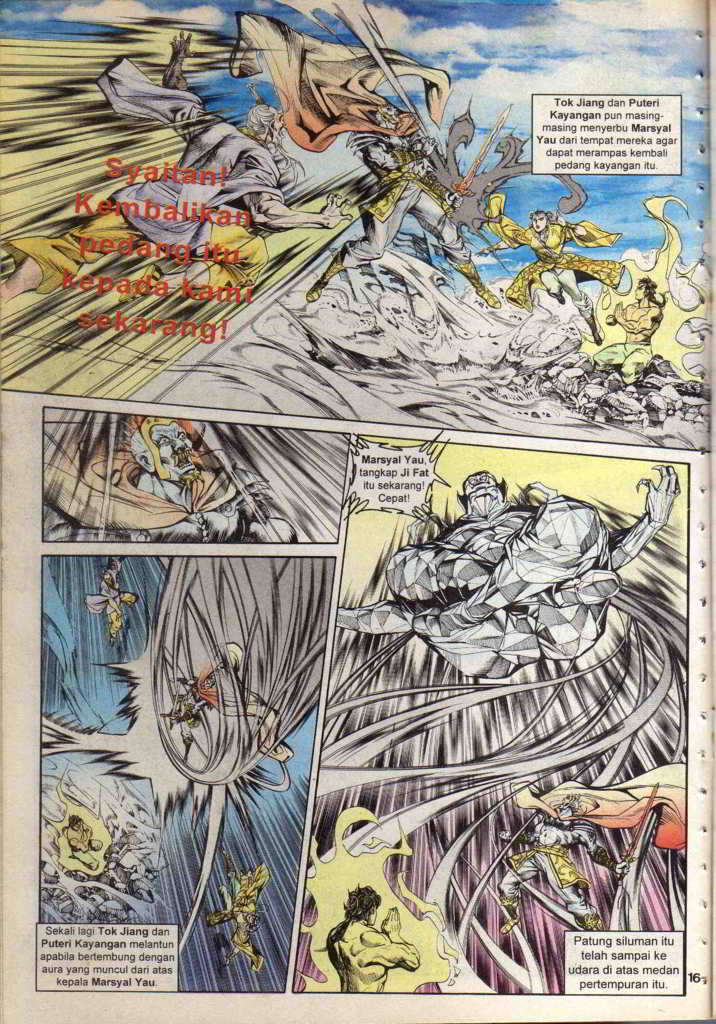 Tok Jiang dan Puteri
Kayangan pun masing-
masing menyerbu Marsyal
Yau dari tempat mereka agar
dapat merampas kembali
pedang kayangan itu.
Syaitan!
Kembalikan
pedang itu
kepada kami
sekarang!
Marsyal Yau,
tangkap Ji Fat
itu sekarang!
Cepat!
Sekali lagi Tok Jiang dan
Puteri Kayangan melantun
apabila bertembung dengan
aura yang muncul dari atas
kepala Marsyal Yau.
Patung siluman itu
telah sampai ke
udara di atas medan
pertempuran itu.
16